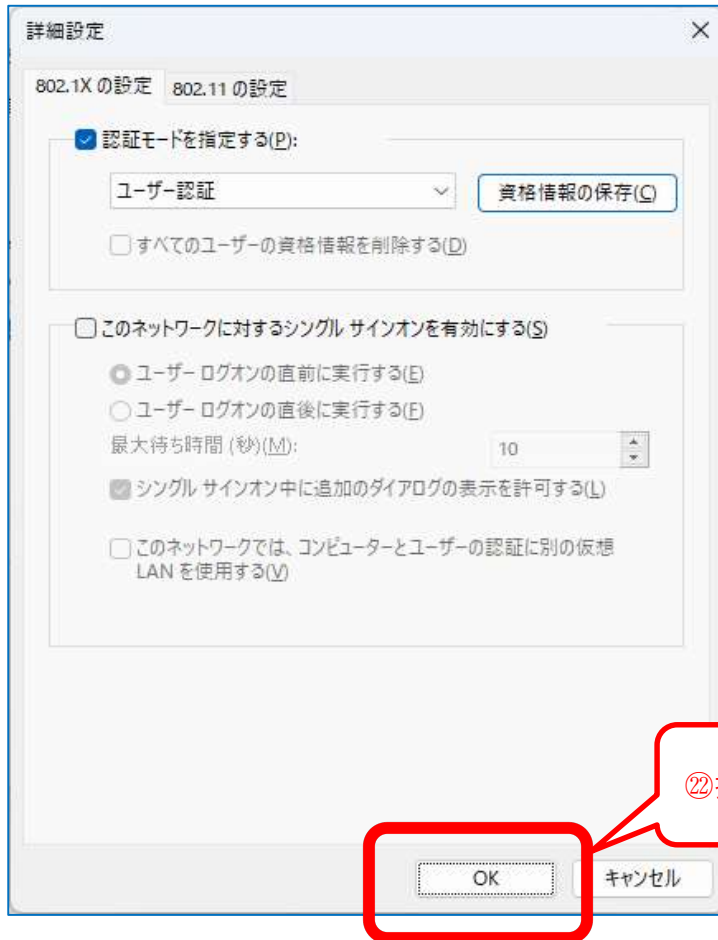 詳細設定
802.1X の設定 802.11 の設定
認証モードを指定する(P):
ユーザー認証 資格情報の保存(C)
すべてのユーザーの資格情報を削除する(D)
このネットワークに対するシングル サインオンを有効にする(S)
ユーザー ログオンの直前に実行する(E)
ユーザー ログオンの直後に実行する(F)
最大待ち時間 (秒)(M): 10
シングル サインオン中に追加のダイアログの表示を許可する(L)
このネットワークでは、コンピューターとユーザーの認証に別の仮想
LAN を使用する(V)
㉒
OK キャンセル